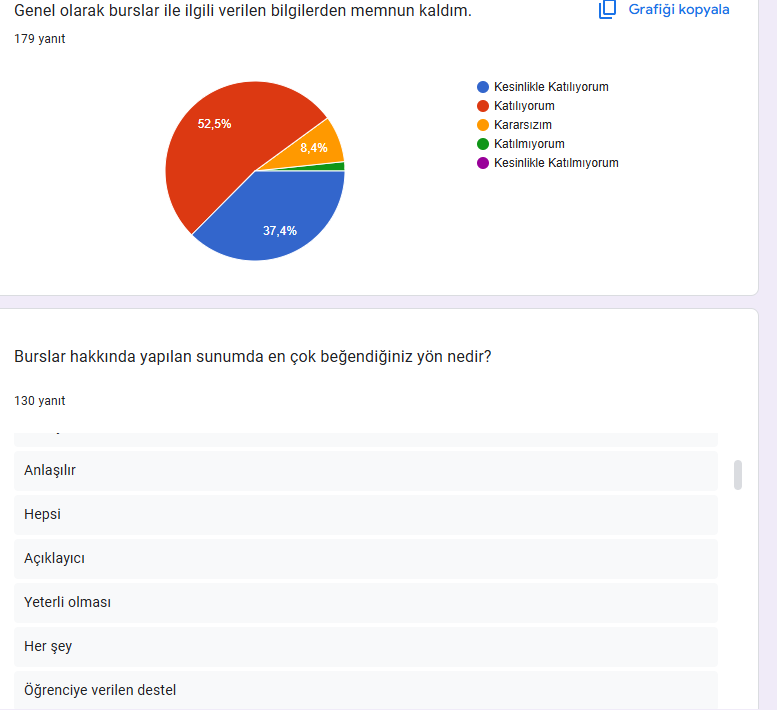 Genel olarak burslar ile ilgili verilen bilgilerden memnun kaldım.
Grafiği kopyala
179 yanıt
Kesinlikle Katılıyorum
Katılıyorum
Kararsızım
Katılmıyorum
Kesinlikle Katılmıyorum
52,5%
8,4%
37,4%
Burslar hakkında yapılan sunumda en çok beğendiğiniz yön nedir?
130 yanıt
Anlaşılır
Hepsi
Açıklayıcı
Yeterli olması
Her şey
Öğrenciye verilen destel